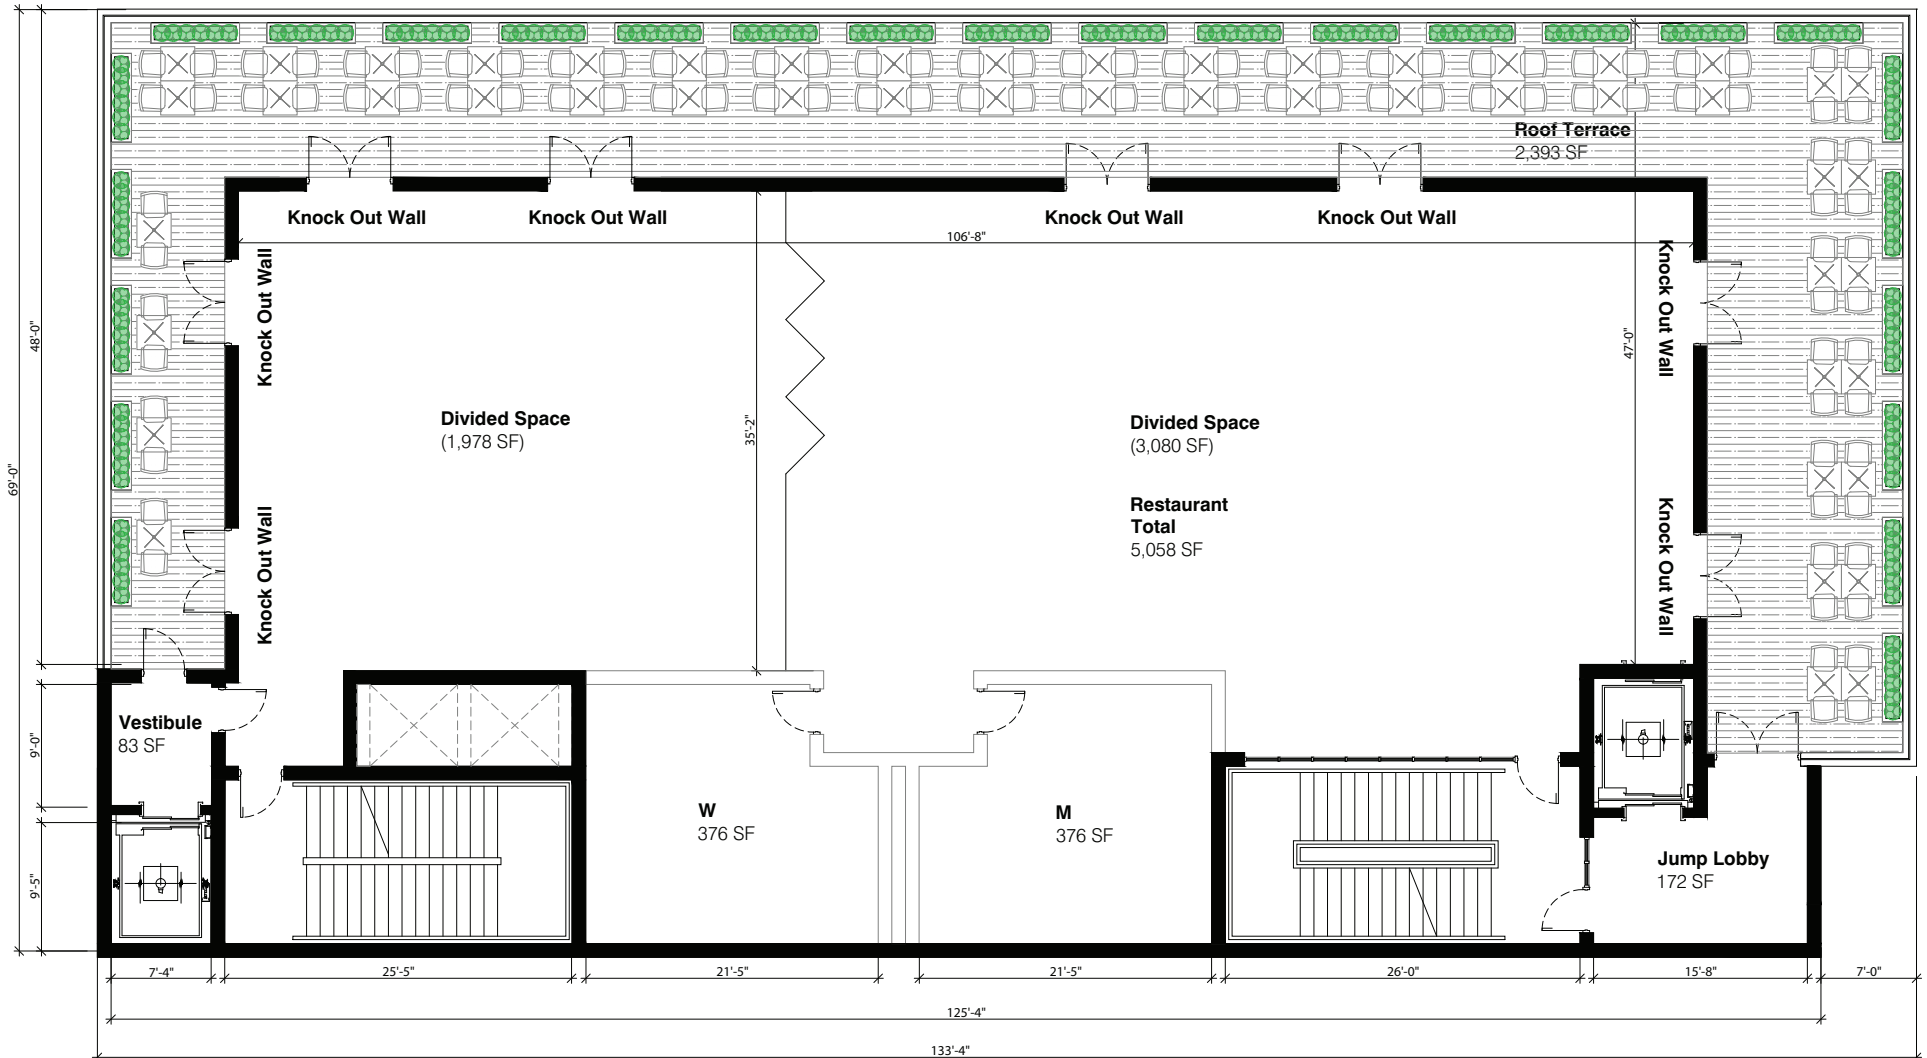 Roof Terrace
2,393 SF
Knock Out Wall
Knock Out Wall
Knock Out Wall
Knock Out Wall
106'-8"
Knock Out Wall
Knock Out Wall
48'-0"
47'-0"
69'-0"
35'-2"
Divided Space
(1,978 SF)
Divided Space
(3,080 SF)
Restaurant
Total
5,058 SF
Knock Out Wall
Knock Out Wall
Vestibule
83 SF
9'-0"
W
376 SF
M
376 SF
Jump Lobby
172 SF
9'-5"
7'-4"
25'-5"
21'-5"
21'-5"
26'-0"
15'-8"
7'-0"
125'-4"
133'-4"